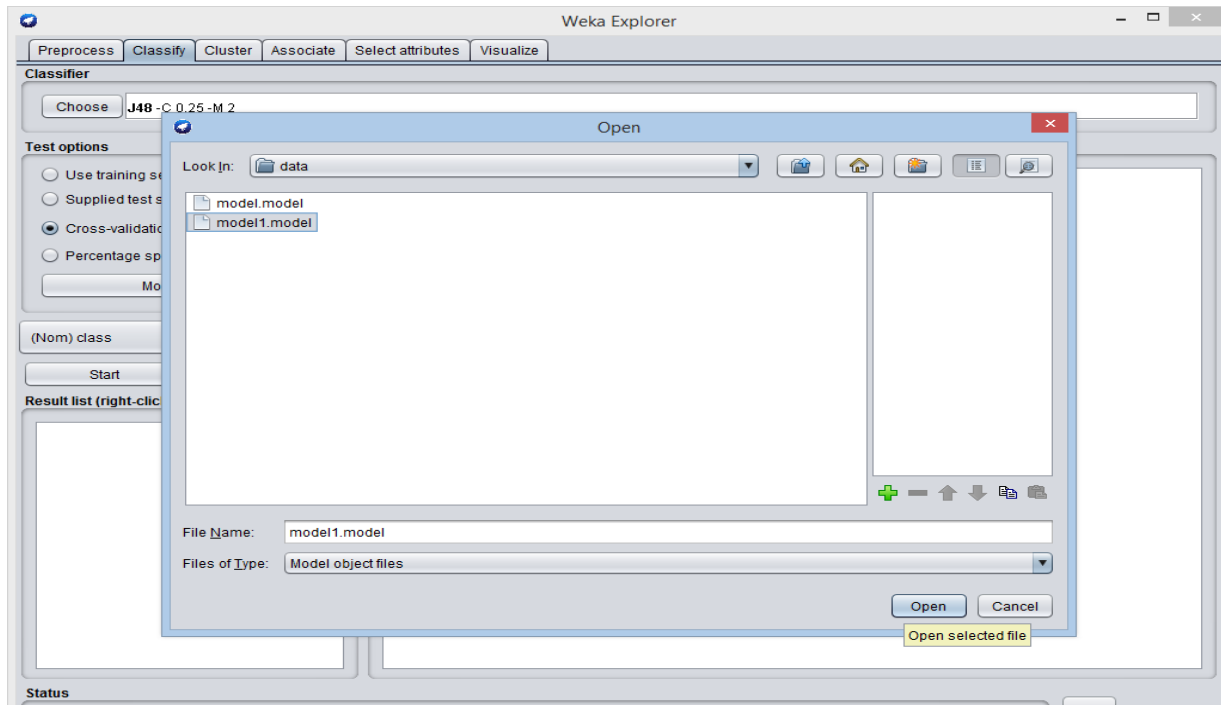 Weka Explorer
Preprocess Classify Cluster Associate Select attributes Visualize
Classifier
Choose J48 -C 0.25 -M 2
Open
Test options
Look In: data
Use training se
Supplied test s
Cross-validatio
Percentage sp
Mo
(Nom) class
Start
Result list (right-clic
model.model
model1.model
File Name: model1.model
Files of Type: Model object files
Open Cancel
Open selected file
Status